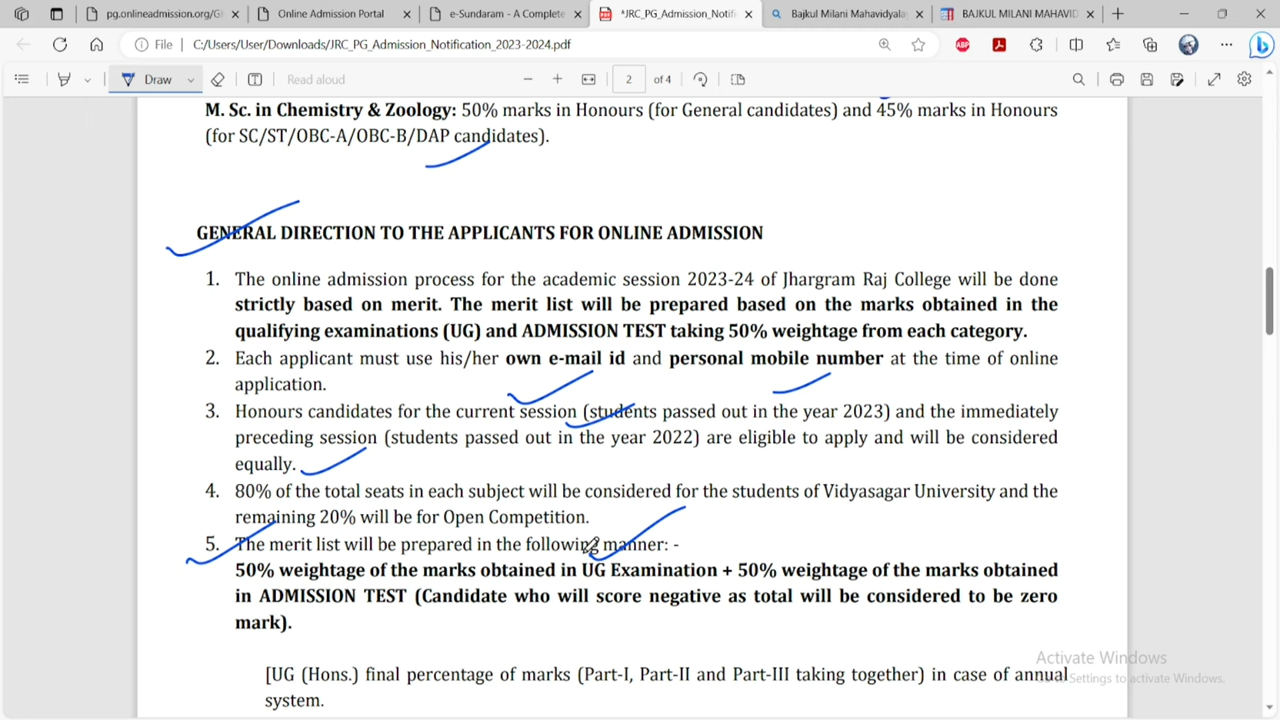 pg.onlineadmission.org/G
Online Admission Portal
e-Sundaram - A Complete
*JRC_PG_Admission_Notifi
Bajkul Milani Mahavidyala
BAJKUL MILANI MAHAVID
File | C:/Users/User/Downloads/JRC_PG_Admission_Notification_2023-2024.pdf
ABP
Draw
Read aloud
2 of 4
M. Sc. in Chemistry & Zoology: 50% marks in Honours (for General candidates) and 45% marks in Honours
(for SC/ST/OBC-A/OBC-B/DAP candidates).
GENERAL DIRECTION TO THE APPLICANTS FOR ONLINE ADMISSION
1. The online admission process for the academic session 2023-24 of Jhargram Raj College will be done
strictly based on merit. The merit list will be prepared based on the marks obtained in the
qualifying examinations (UG) and ADMISSION TEST taking 50% weightage from each category.
2. Each applicant must use his/her own e-mail id and personal mobile number at the time of online
application.
3. Honours candidates for the current session (students passed out in the year 2023) and the immediately
preceding session (students passed out in the year 2022) are eligible to apply and will be considered
equally.
4. 80% of the total seats in each subject will be considered for the students of Vidyasagar University and the
remaining 20% will be for Open Competition.
5. The merit list will be prepared in the following manner: -
50% weightage of the marks obtained in UG Examination + 50% weightage of the marks obtained
in ADMISSION TEST (Candidate who will score negative as total will be considered to be zero
mark).
Activate Windows
[UG (Hons.) final percentage of marks (Part-I, Part-II and Part-III taking together) in case of annual
Settings to activate Windows.
system.